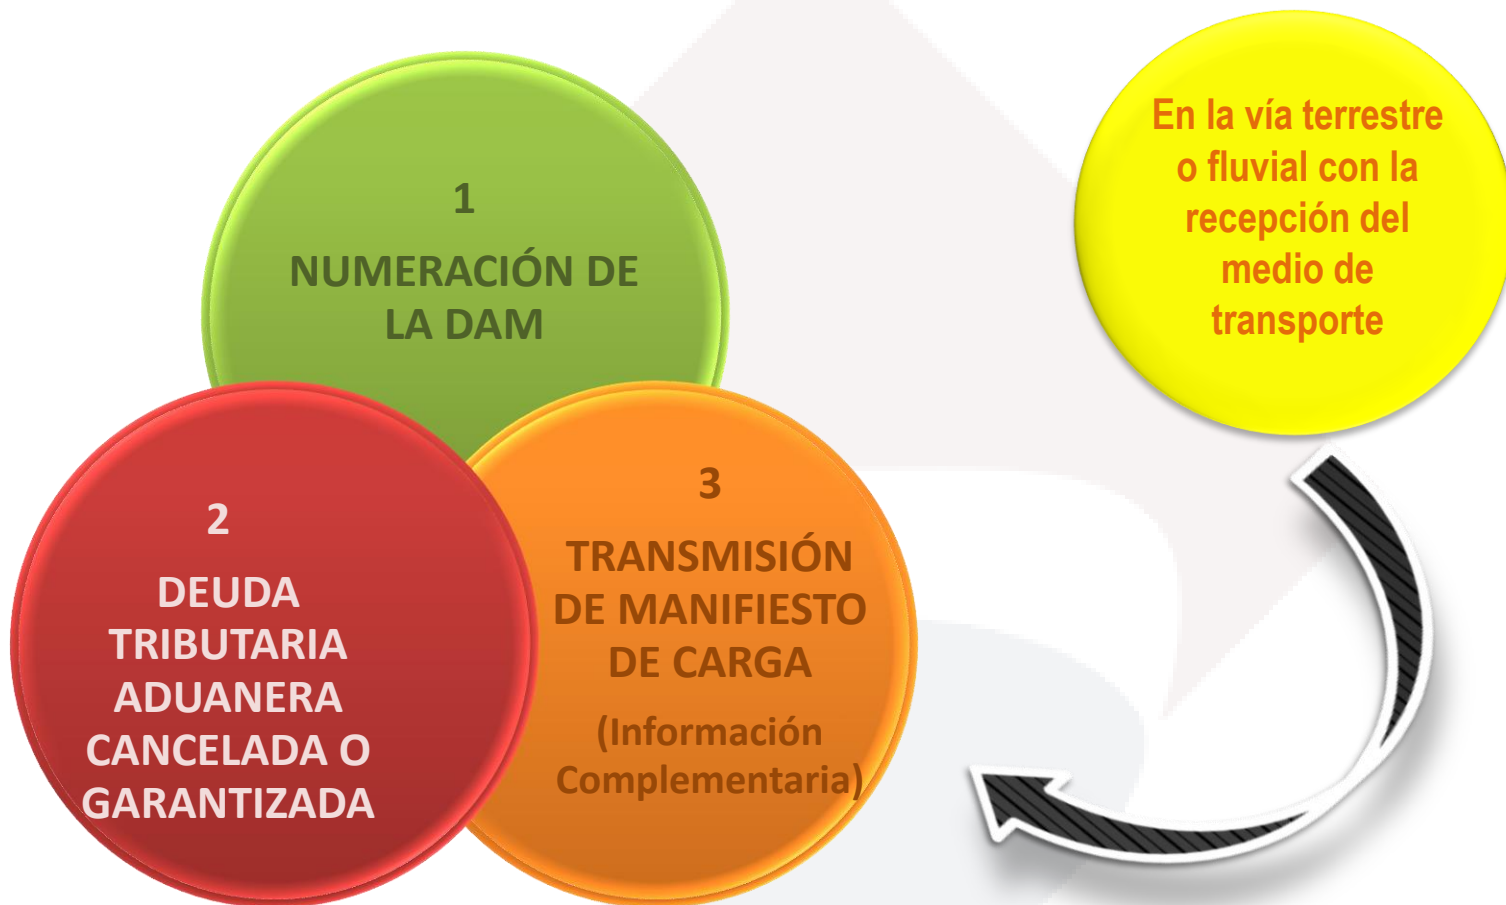 1
NUMERACIÓN DE
LA DAM
2
DEUDA
TRIBUTARIA
ADUANERA
CANCELADA O
GARANTIZADA
3
TRANSMISIÓN
DE MANIFIESTO
DE CARGA
(Información
Complementaria)
En la vía terrestre
o fluvial con la
recepción del
medio de
transporte